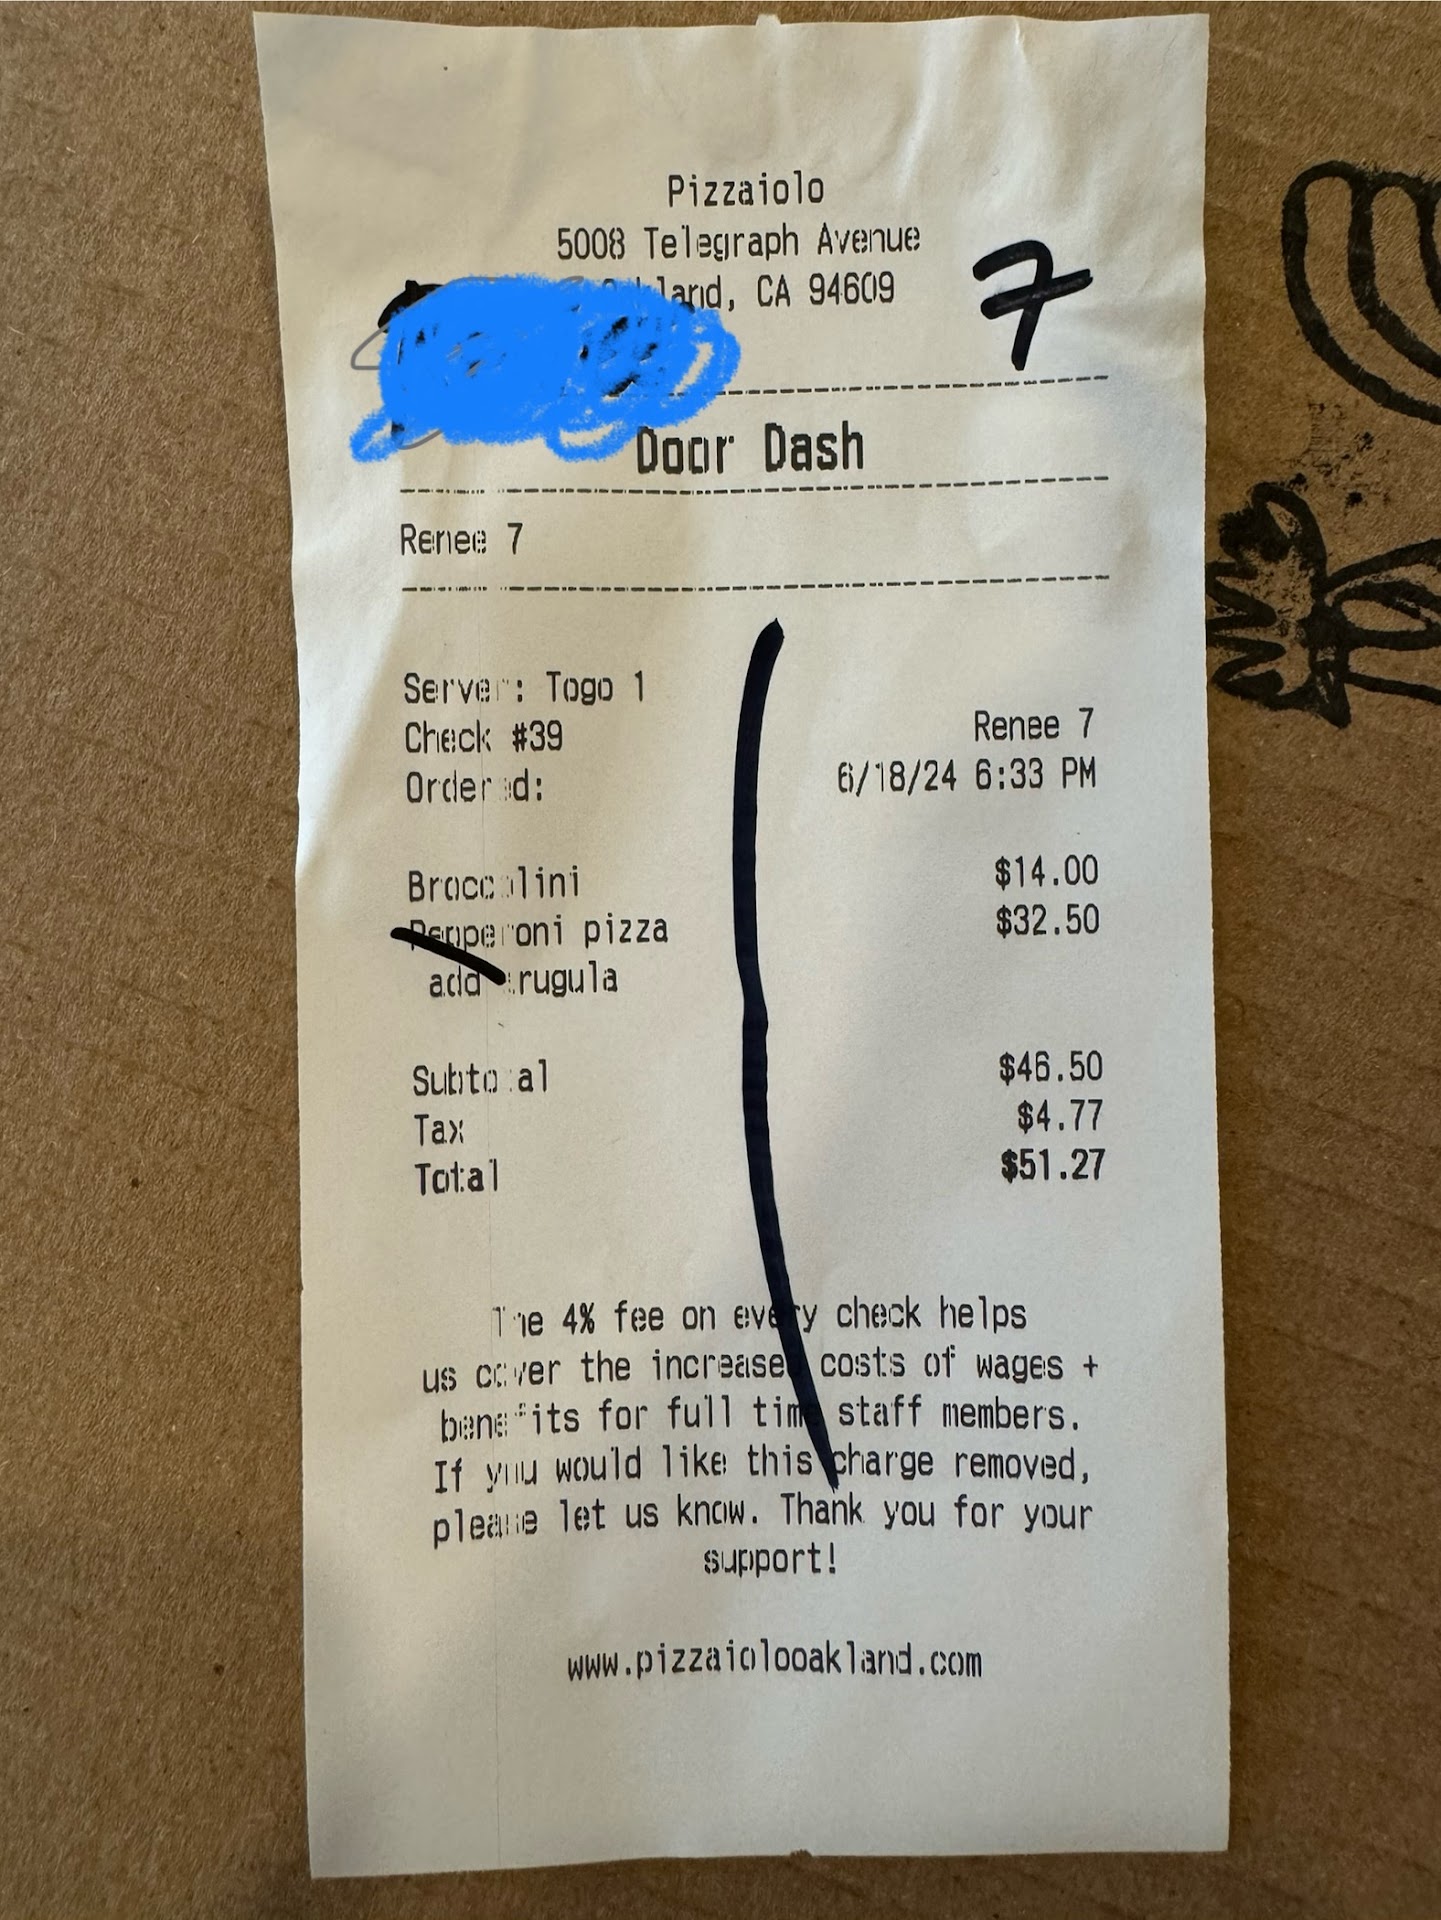 Pizzaiolo
5008 Telegraph Avenue
Oakland, CA 94609
7
Door Dash
Renee 7
Server: Togo 1
Check #39 Renee 7
Ordered: 6/18/24 6:33 PM
Broccolini $14.00
Pepperoni pizza $32.50
add arugula
Subtotal $46.50
Tax $4.77
Total $51.27
The 4% fee on every check helps
us cover the increased costs of wages +
benefits for full time staff members.
If you would like this charge removed,
please let us know. Thank you for your
support!
www.pizzaiolooakland.com